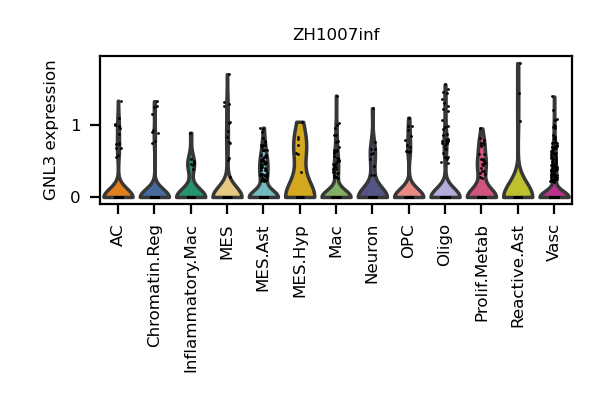 ZH1007inf
GNL3 expression
1
0
AC
Chromatin.Reg
Inflammatory.Mac
MES
MES.Ast
MES.Hyp
Mac
Neuron
OPC
Oligo
Prolif.Metab
Reactive.Ast
Vasc